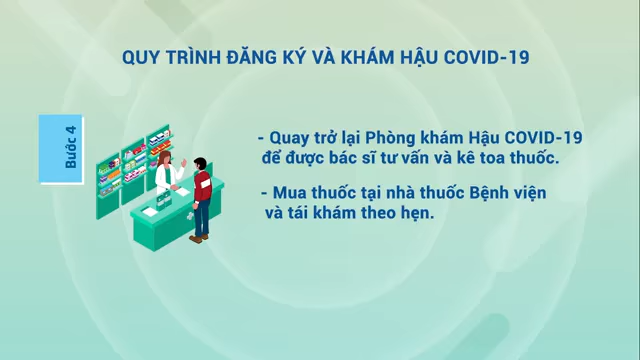 QUY TRÌNH ĐĂNG KÝ VÀ KHÁM HẬU COVID-19
Bước 4
- Quay trở lại Phòng khám Hậu COVID-19
để được bác sĩ tư vấn và kê toa thuốc.
- Mua thuốc tại nhà thuốc Bệnh viện
và tái khám theo hẹn.